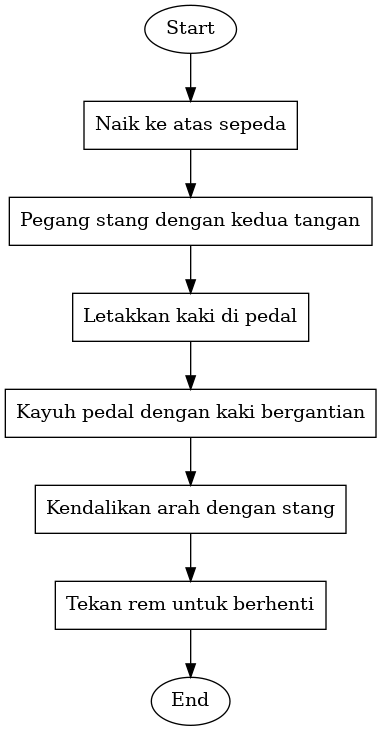 Start
Naik ke atas sepeda
Pegang stang dengan kedua tangan
Letakkan kaki di pedal
Kayuh pedal dengan kaki bergantian
Kendalikan arah dengan stang
Tekan rem untuk berhenti
End